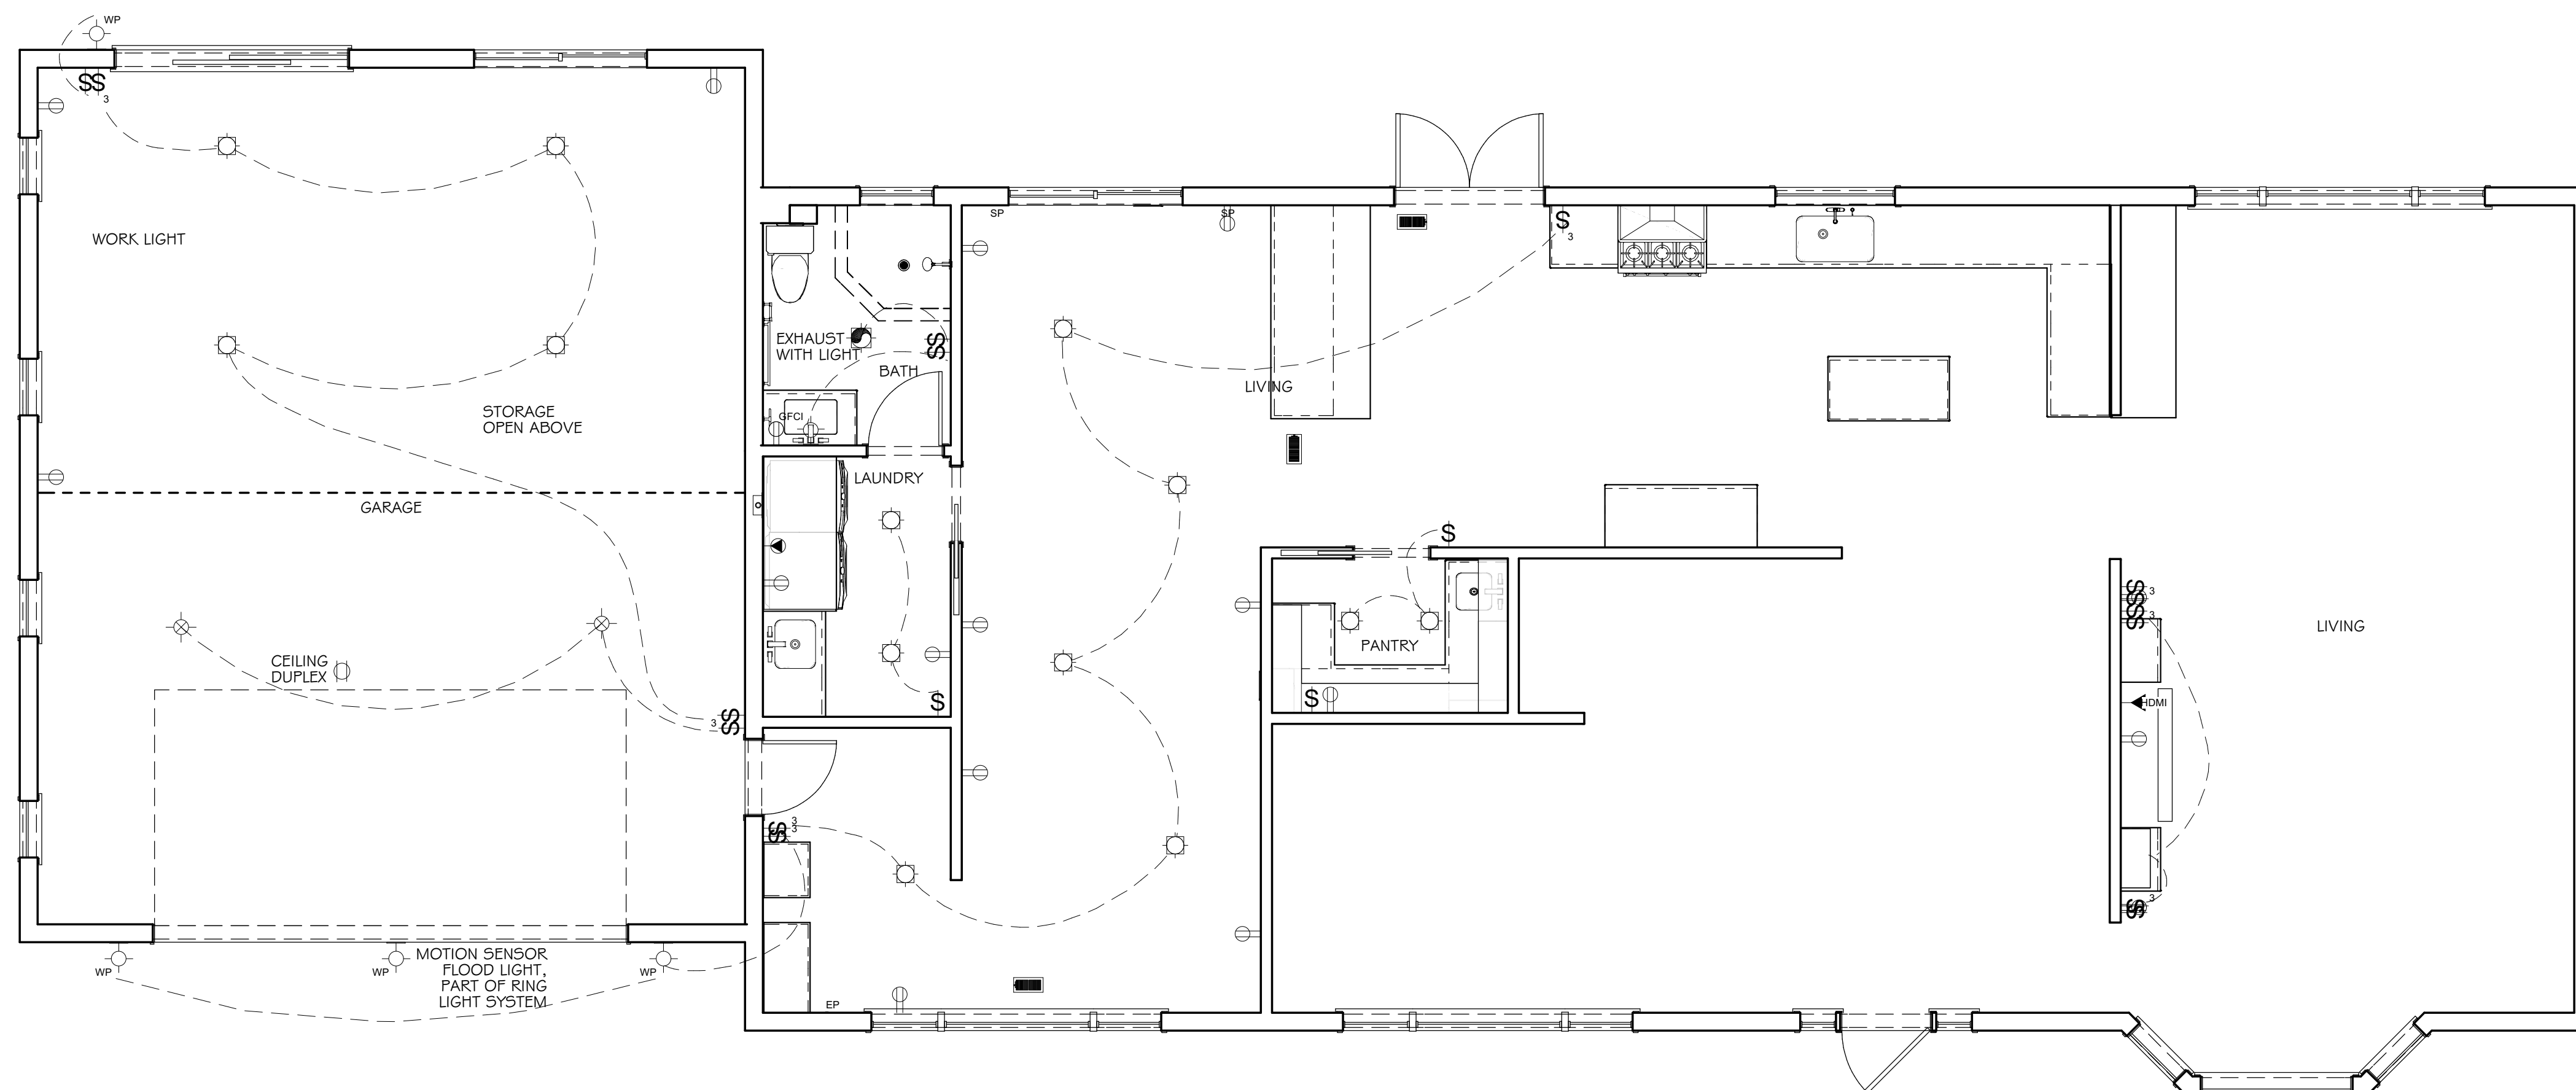 WP
$$
3
SP
SP
$
3
WORK LIGHT
EXHAUST
WITH LIGHT
$$
BATH
LIVING
STORAGE
OPEN ABOVE
GFCI
LAUNDRY
GARAGE
$
$$
3
$$
3
LIVING
PANTRY
CEILING
DUPLEX
$
$
HDMI
3
$$
$$
3
3
$$
3
WP
WP
WP
MOTION SENSOR
FLOOD LIGHT,
PART OF RING
LIGHT SYSTEM
EP